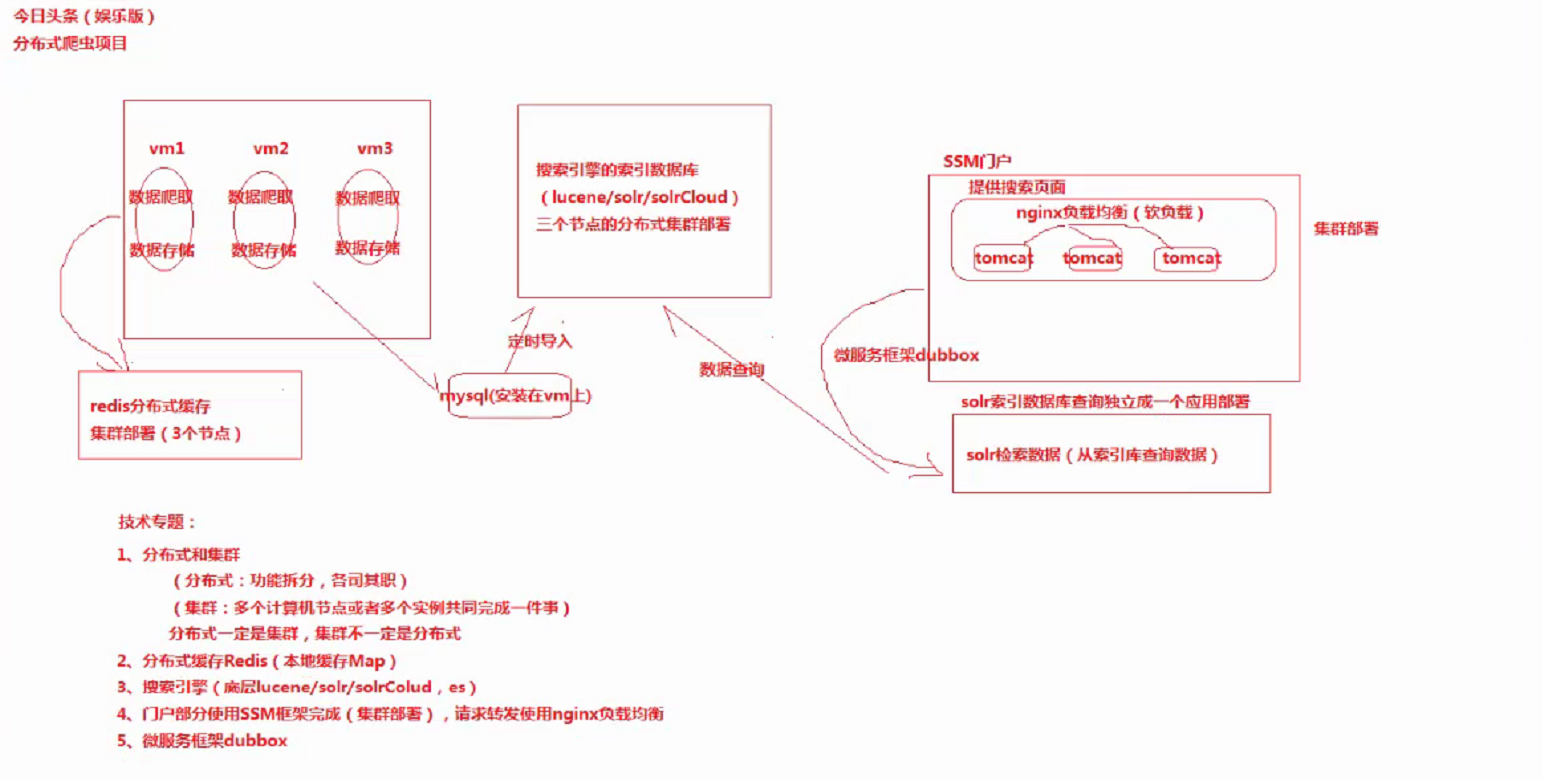 今日头条（娱乐版）
分布式爬虫项目
vm1
vm2
vm3
数据爬取
数据爬取
数据爬取
数据存储
数据存储
数据存储
redis分布式缓存
集群部署（3个节点）
搜索引擎的索引数据库
（lucene/solr/solrCloud）
三个节点的分布式集群部署
定时导入
mysql(安装在vm上)
数据查询
SSM门户
提供搜索页面
nginx负载均衡（软负载）
tomcat
tomcat
tomcat
集群部署
微服务框架dubbox
solr索引数据库查询独立成一个应用部署
solr检索数据（从索引库查询数据）
技术专题：
1、分布式和集群
（分布式：功能拆分，各司其职）
（集群：多个计算机节点或者多个实例共同完成一件事）
分布式一定是集群，集群不一定是分布式
2、分布式缓存Redis（本地缓存Map）
3、搜索引擎（底层lucene/solr/solrColud，es）
4、门户部分使用SSM框架完成（集群部署），请求转发使用nginx负载均衡
5、微服务框架dubbox